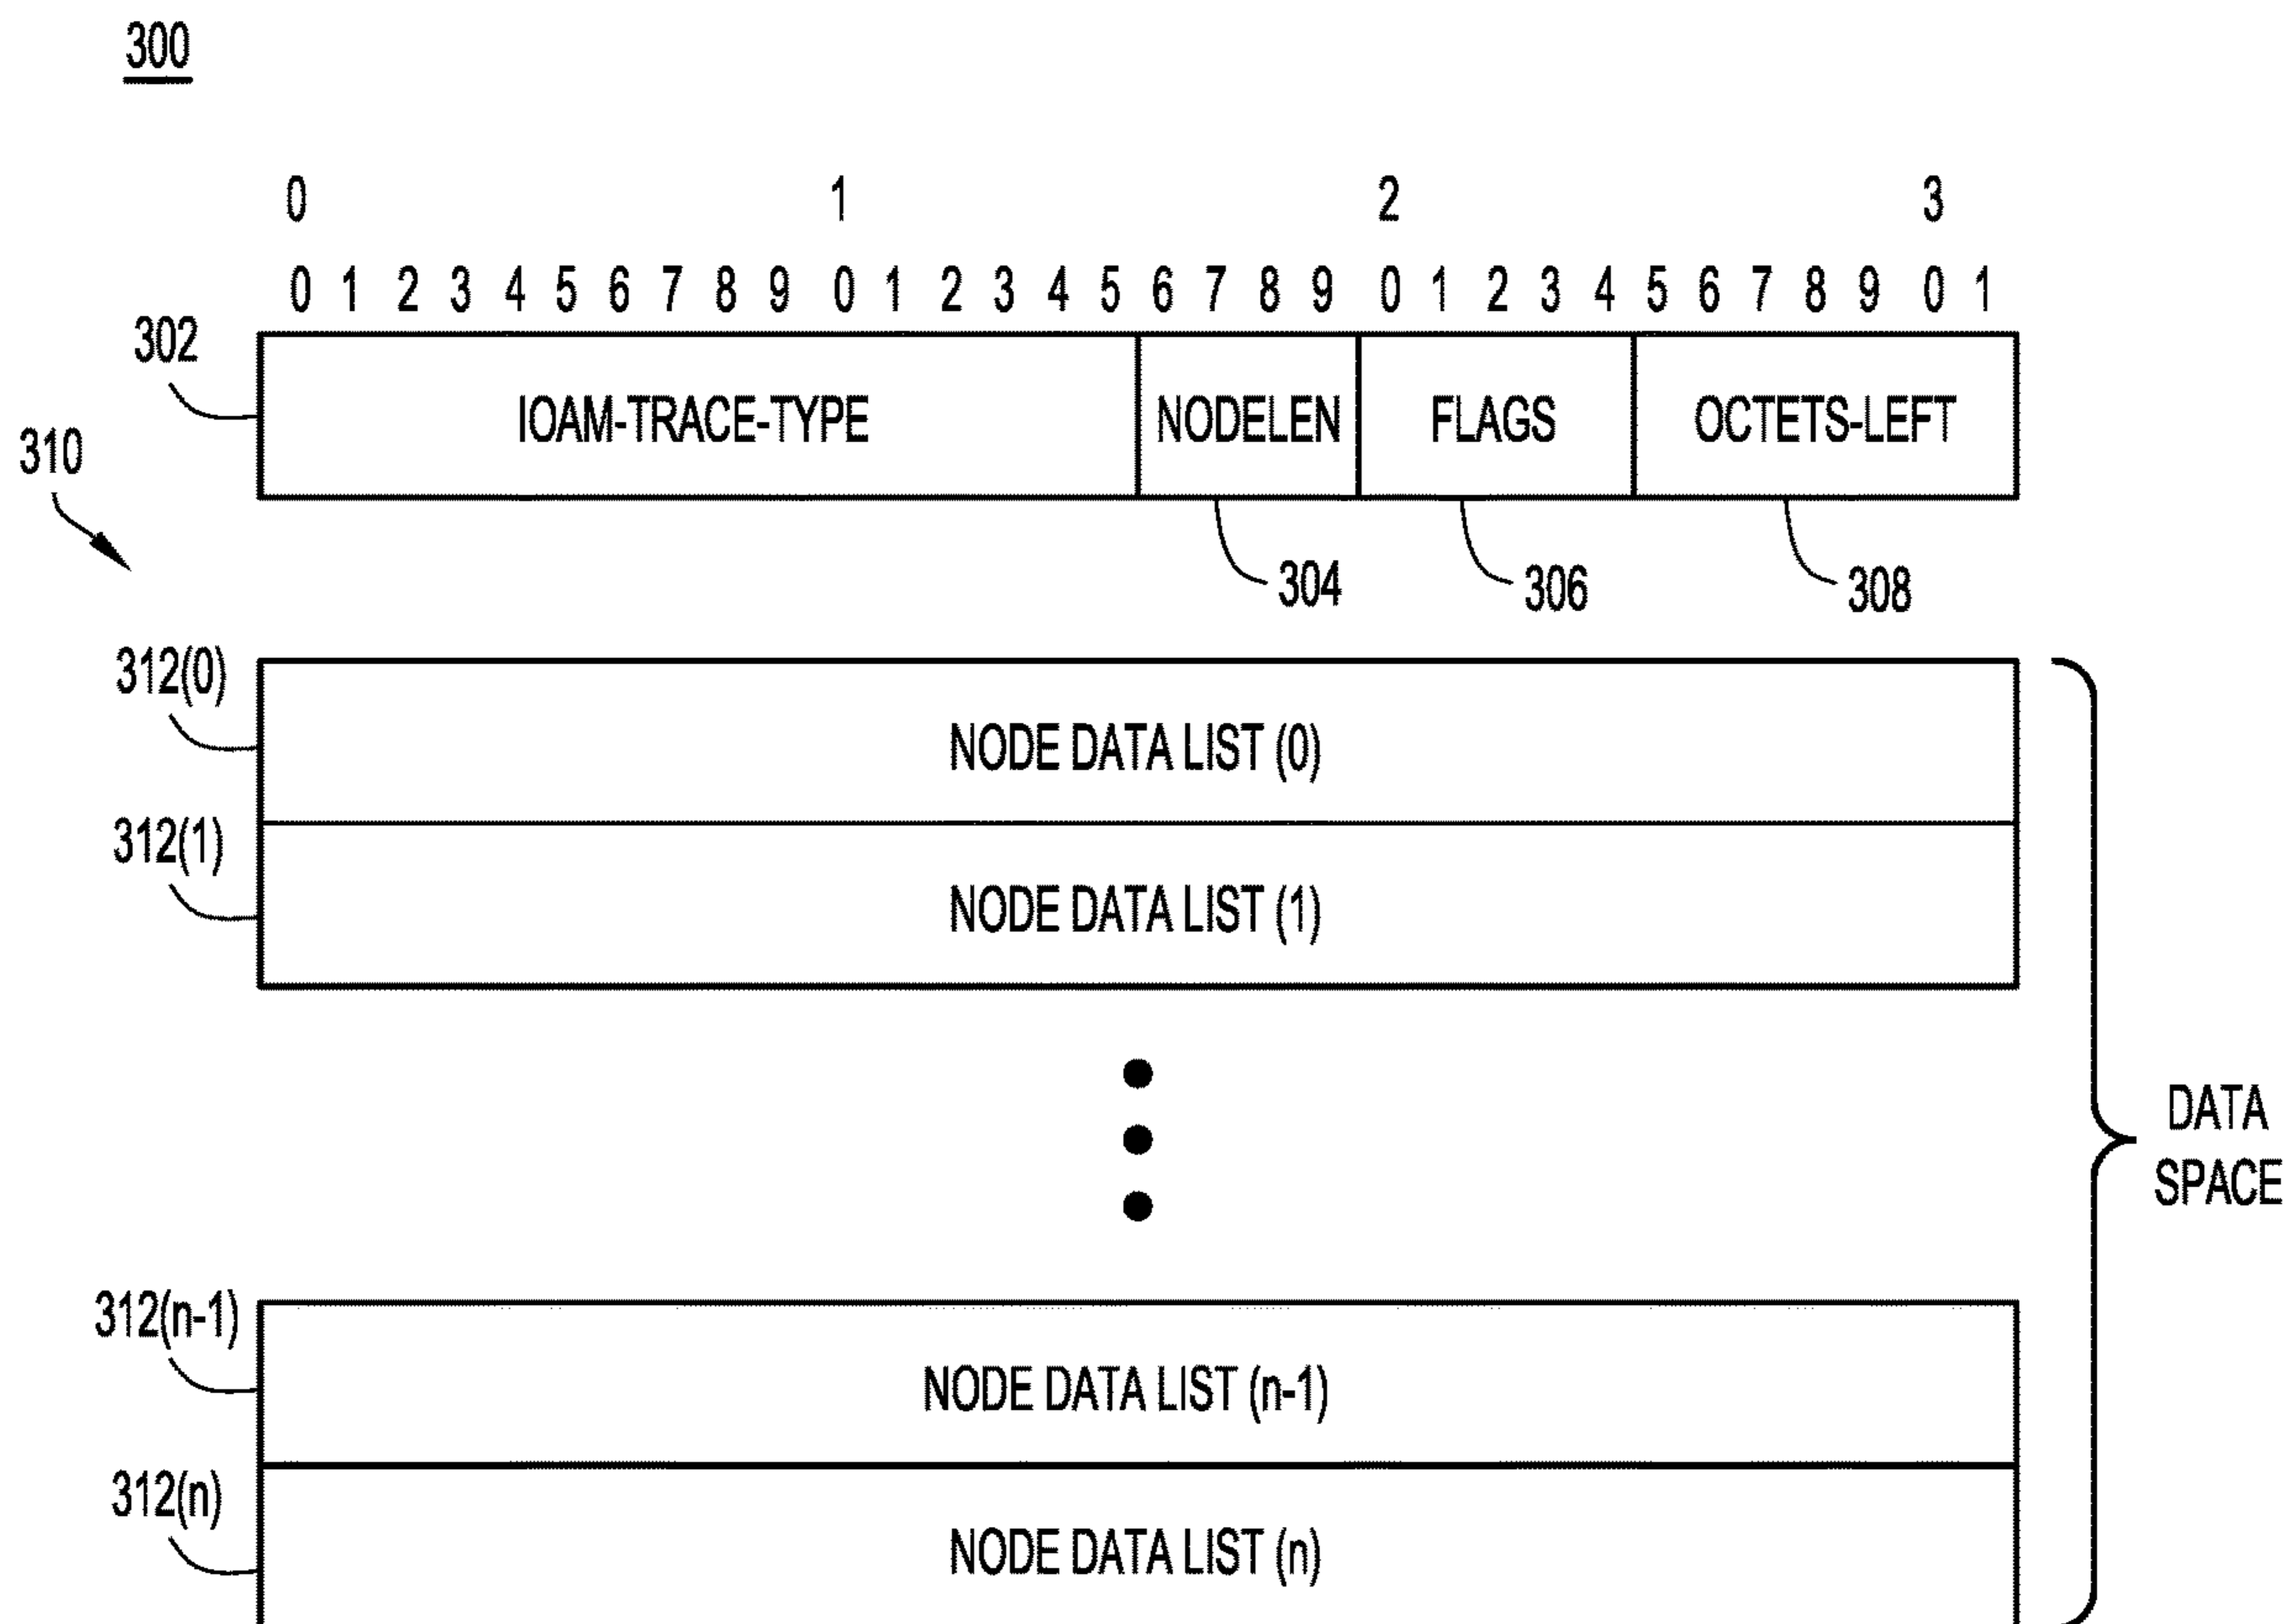 300
0 1 2 3
0 1 2 3 4 5 6 7 8 9 0 1 2 3 4 5 6 7 8 9 0 1 2 3 4 5 6 7 8 9 0 1
302
IOAM-TRACE-TYPE NODELEN FLAGS OCTETS-LEFT
310
304 306 308
312(0)
NODE DATA LIST (0)
312(1)
NODE DATA LIST (1)
DATA
SPACE
312(n-1)
NODE DATA LIST (n-1)
312(n)
NODE DATA LIST (n)